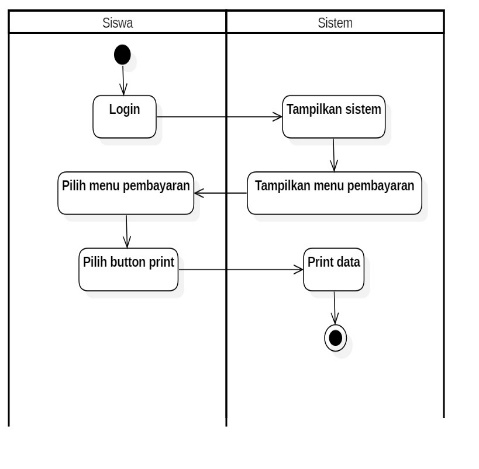 Siswa
Sistem
Login
Tampilkan sistem
Pilih menu pembayaran
Tampilkan menu pembayaran
Pilih button print
Print data